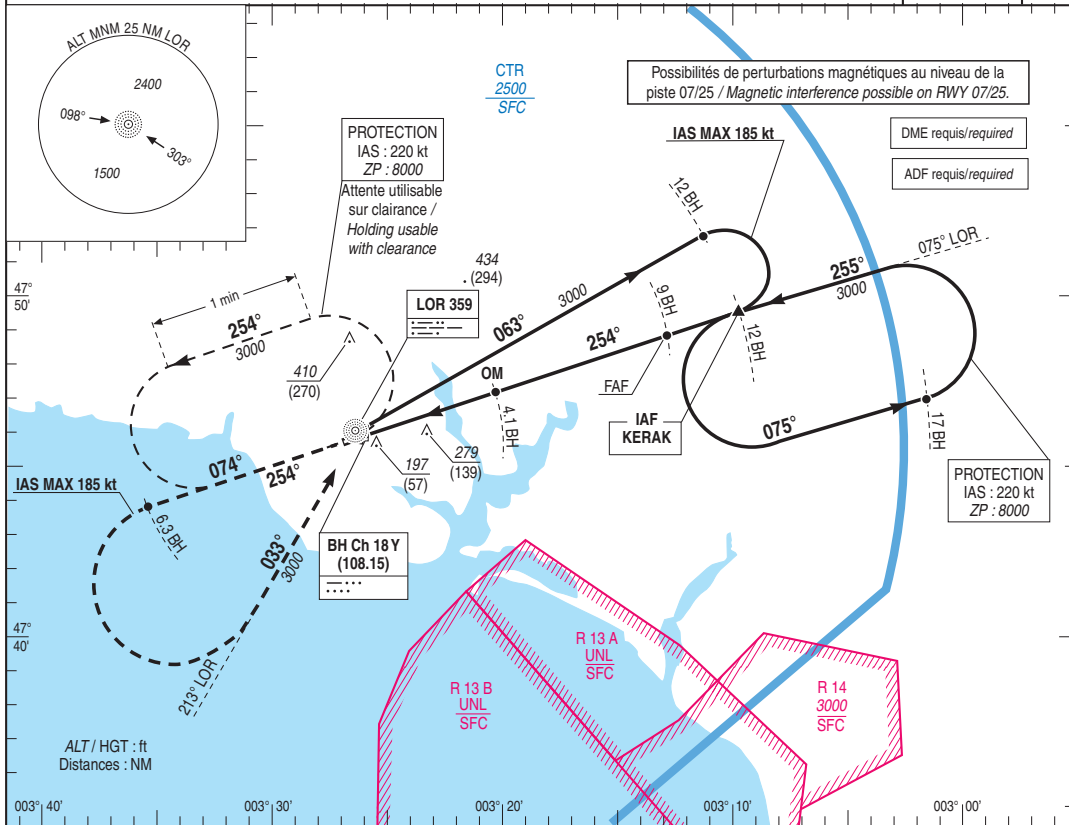 ALT MNM 25 NM LOR
2400
098°
303°
1500
CTR
2500
SFC
Possibilités de perturbations magnétiques au niveau de la
piste 07/25 / Magnetic interference possible on RWY 07/25.
DME requis/required
ADF requis/required
PROTECTION
IAS : 220 kt
ZP : 8000
Attente utilisable
sur clairance /
Holding usable
with clearance
IAS MAX 185 kt
12 BH
075° LOR
255°
3000
434
(294)
LOR 359
063°
3000
9 BH
254°
12 BH
47°
50'
1 min
254°
3000
410
(270)
OM
4.1 BH
FAF
IAF
KERAK
075°
17 BH
279
(139)
197
(57)
074°
254°
IAS MAX 185 kt
6.3 BH
033°
3000
213° LOR
BH Ch 18 Y
(108.15)
PROTECTION
IAS : 220 kt
ZP : 8000
47°
40'
R 13 A
UNL
SFC
R 13 B
UNL
SFC
R 14
3000
SFC
ALT / HGT : ft
Distances : NM
003° 40'
003° 30'
003° 20'
003° 10'
003° 00'